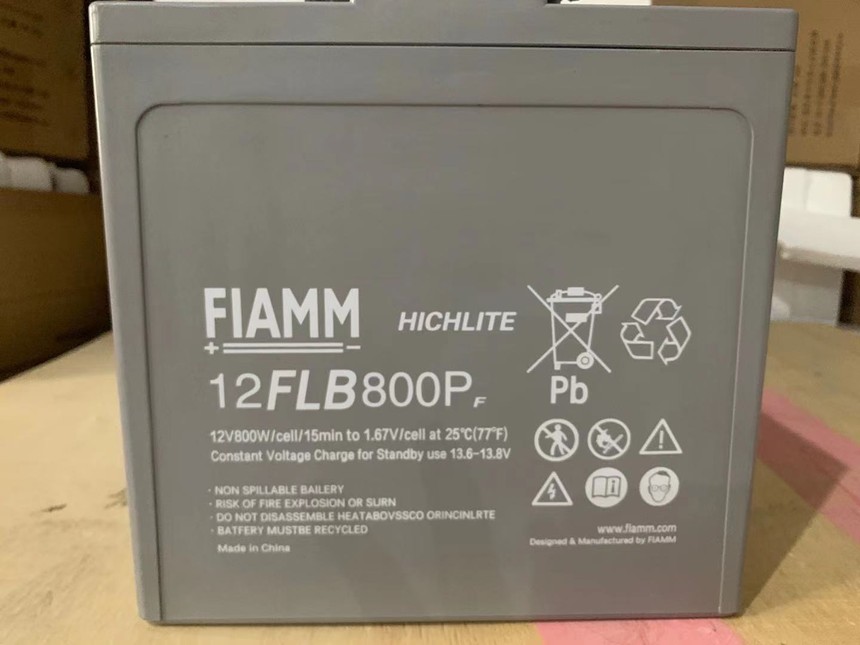 FIAMM
HICHLITE
12FLB800PF
12V800W/cell/15min to 1.67V/cell at 25℃(77℉)
Constant Voltage Charge for Standby use 13.6-13.8V
· NON SPILLABLE BAILERY
· RISK OF FIRE EXPLOSION OR SURN
· DO NOT DISASSEMBLE HEATABOVSSCO ORINCINLRTE
· BATFERY MUSTBE RECYCLED
Made in China
Pb
www.fiamm.com
Designed & Manufactured by FIAMM